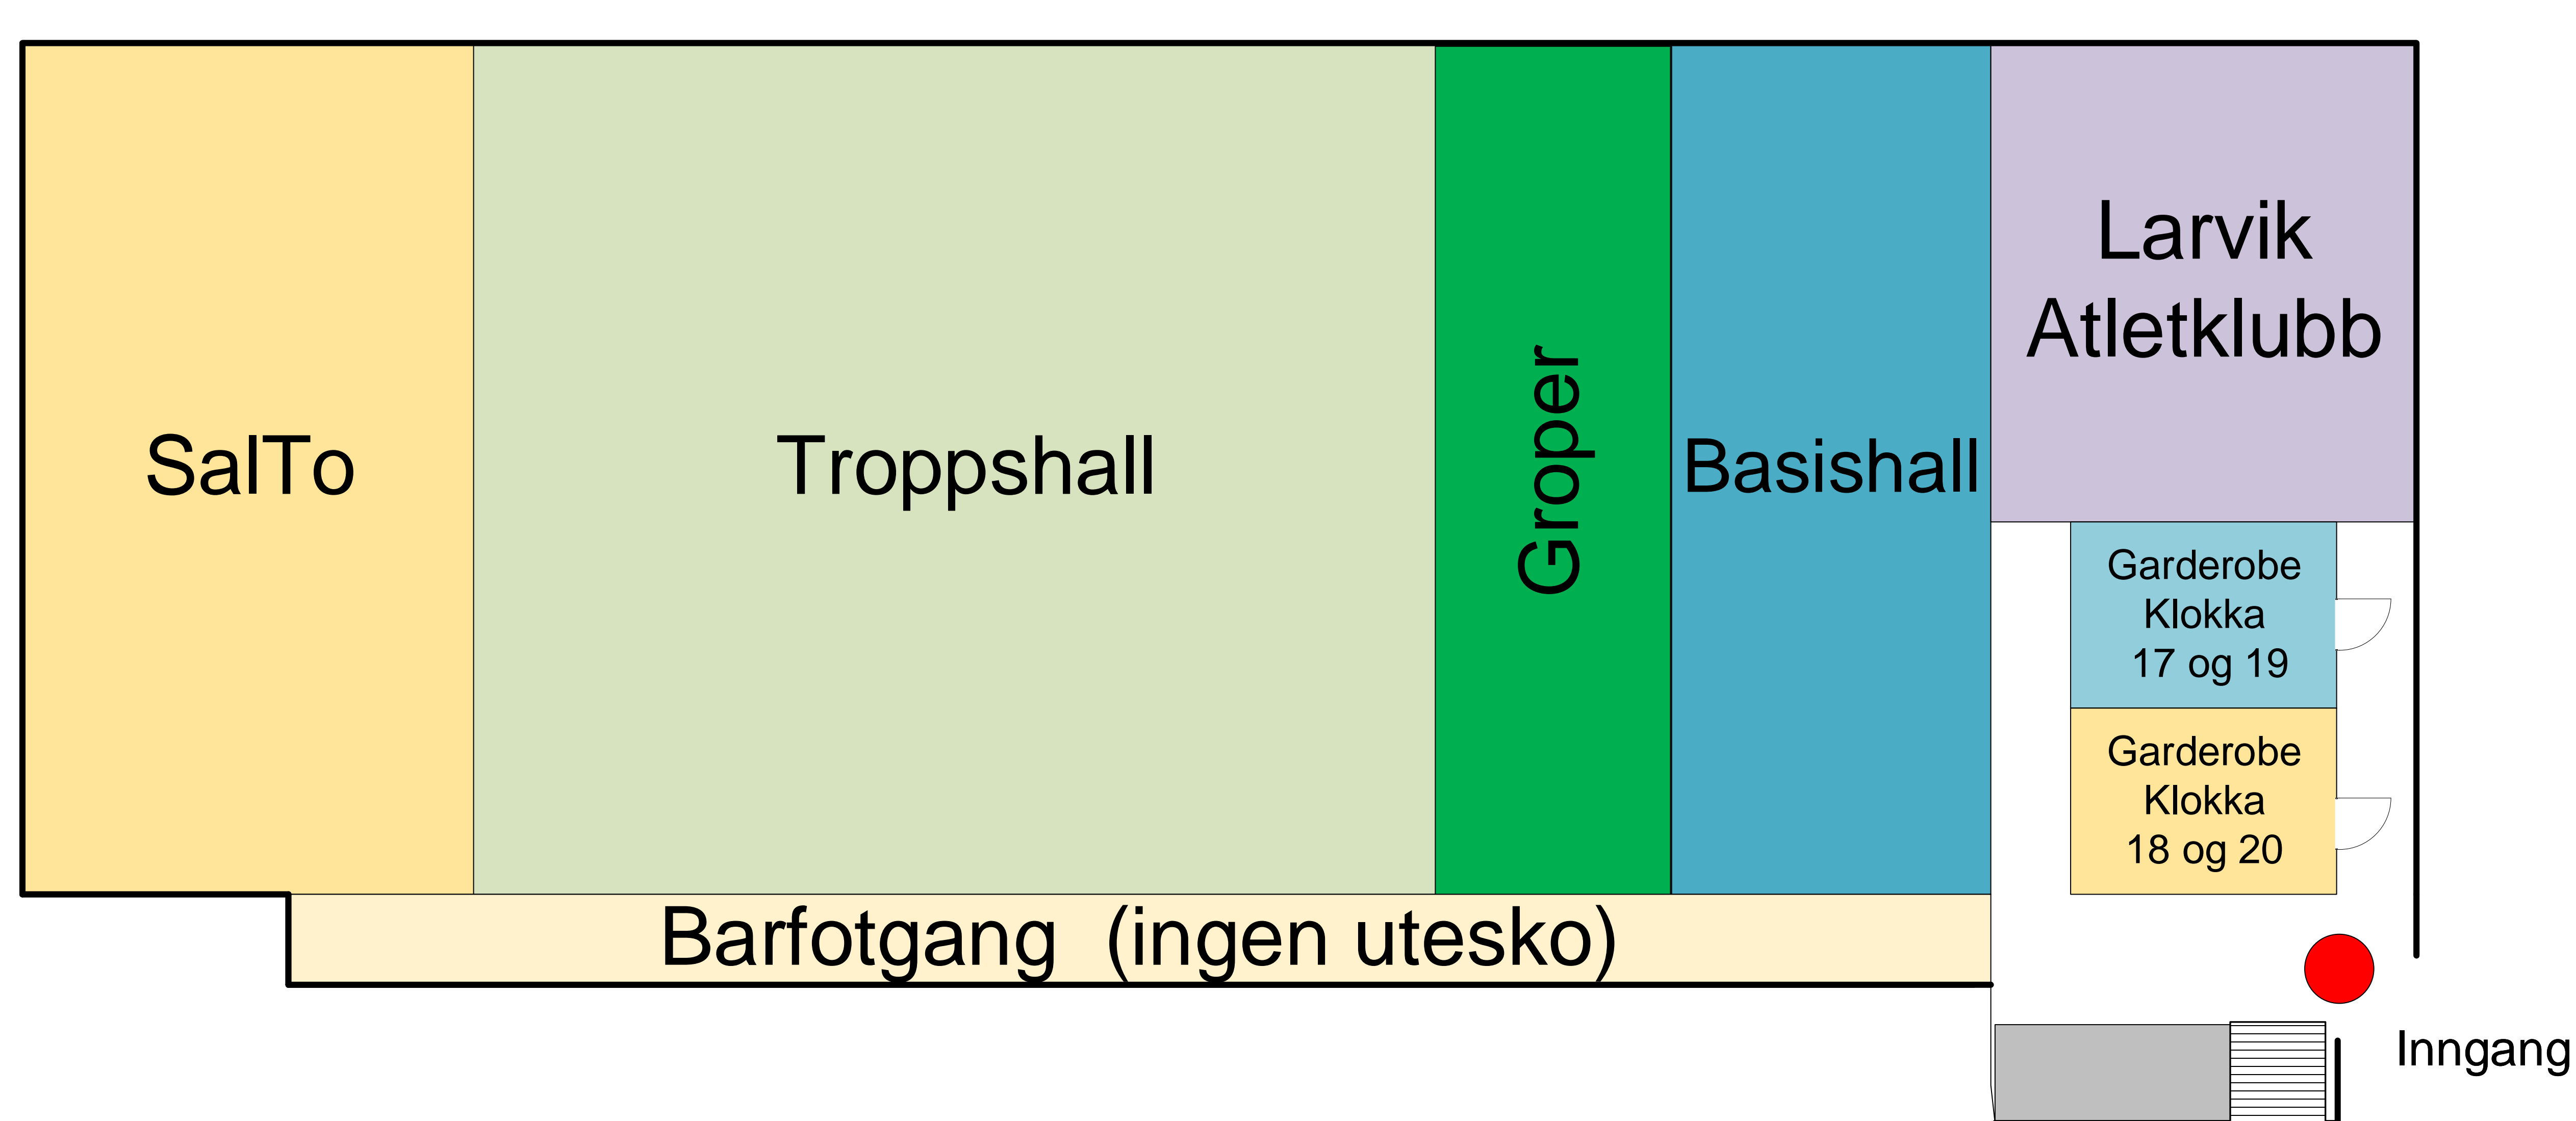 SalTo
Troppshall
Groper
Basishall
Larvik
Atletklubb
Garderobe
Klokka
17 og 19
Garderobe
Klokka
18 og 20
Barfotgang (ingen utesko)
Inngang